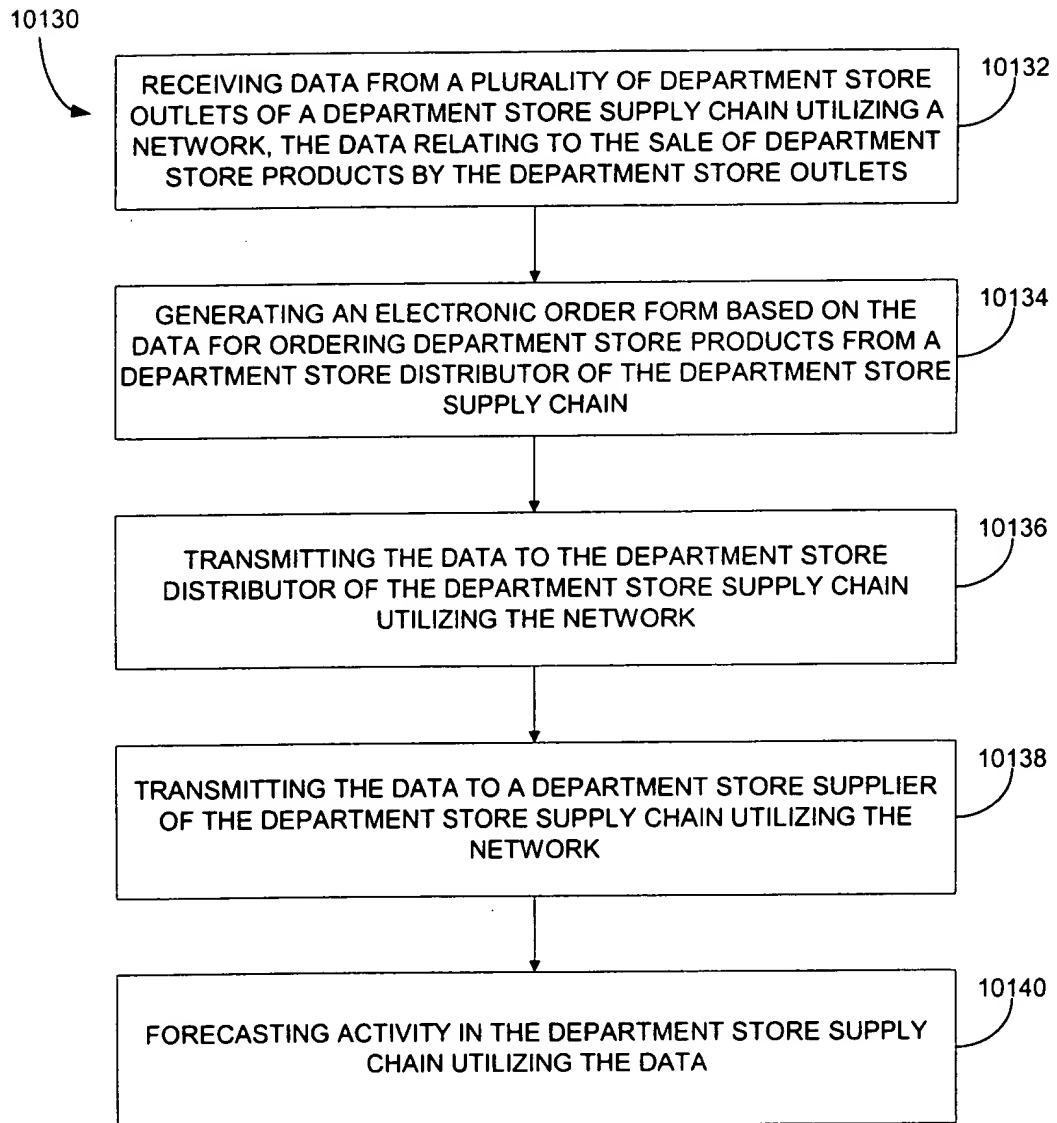 10130
RECEIVING DATA FROM A PLURALITY OF DEPARTMENT STORE
OUTLETS OF A DEPARTMENT STORE SUPPLY CHAIN UTILIZING A
NETWORK, THE DATA RELATING TO THE SALE OF DEPARTMENT
STORE PRODUCTS BY THE DEPARTMENT STORE OUTLETS
10132
GENERATING AN ELECTRONIC ORDER FORM BASED ON THE
DATA FOR ORDERING DEPARTMENT STORE PRODUCTS FROM A
DEPARTMENT STORE DISTRIBUTOR OF THE DEPARTMENT STORE
SUPPLY CHAIN
10134
TRANSMITTING THE DATA TO THE DEPARTMENT STORE
DISTRIBUTOR OF THE DEPARTMENT STORE SUPPLY CHAIN
UTILIZING THE NETWORK
10136
TRANSMITTING THE DATA TO A DEPARTMENT STORE SUPPLIER
OF THE DEPARTMENT STORE SUPPLY CHAIN UTILIZING THE
NETWORK
10138
FORECASTING ACTIVITY IN THE DEPARTMENT STORE SUPPLY
CHAIN UTILIZING THE DATA
10140